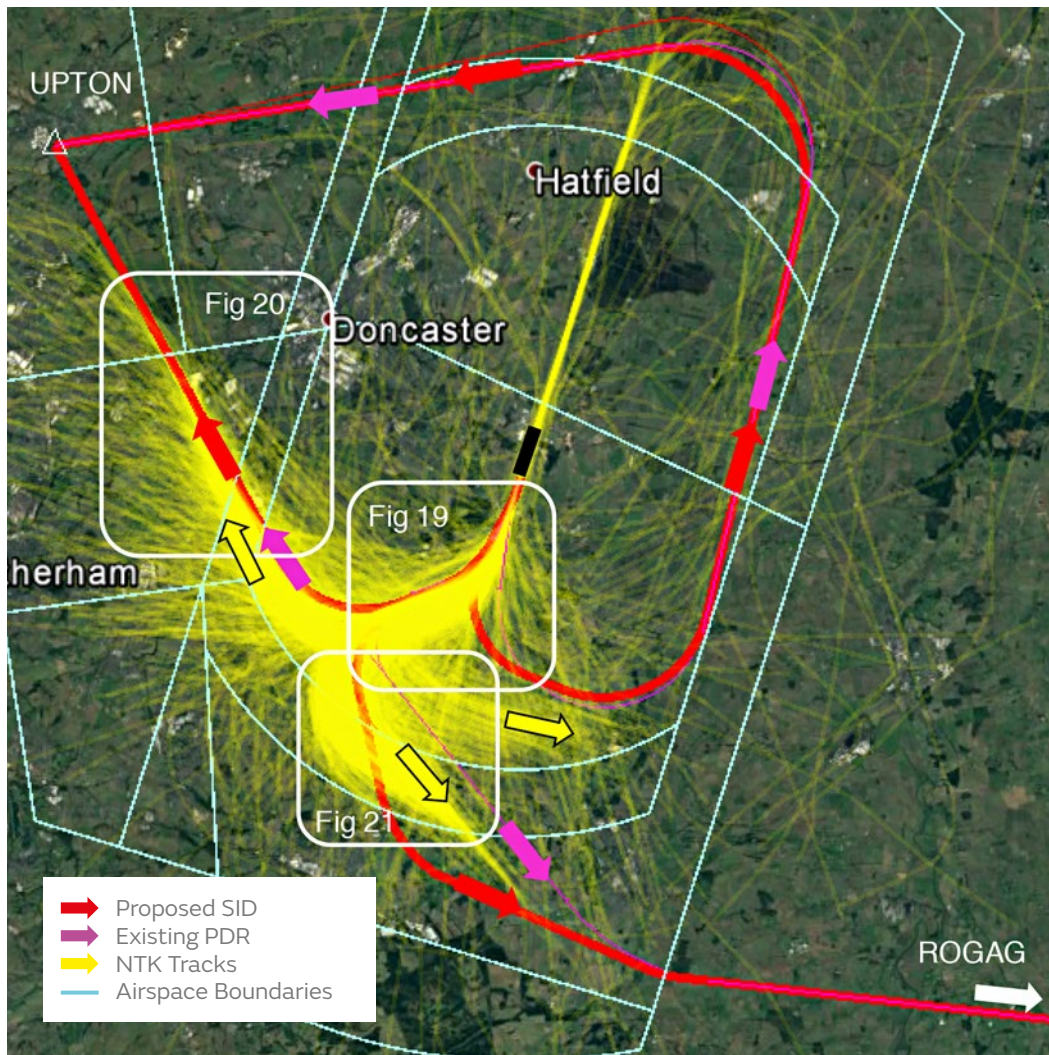 UPTON
Hatfield
Fig 20
Doncaster
Fig 19
herham
Fig 21
Proposed SID
Existing PDR
NTK Tracks
Airspace Boundaries
ROGAG